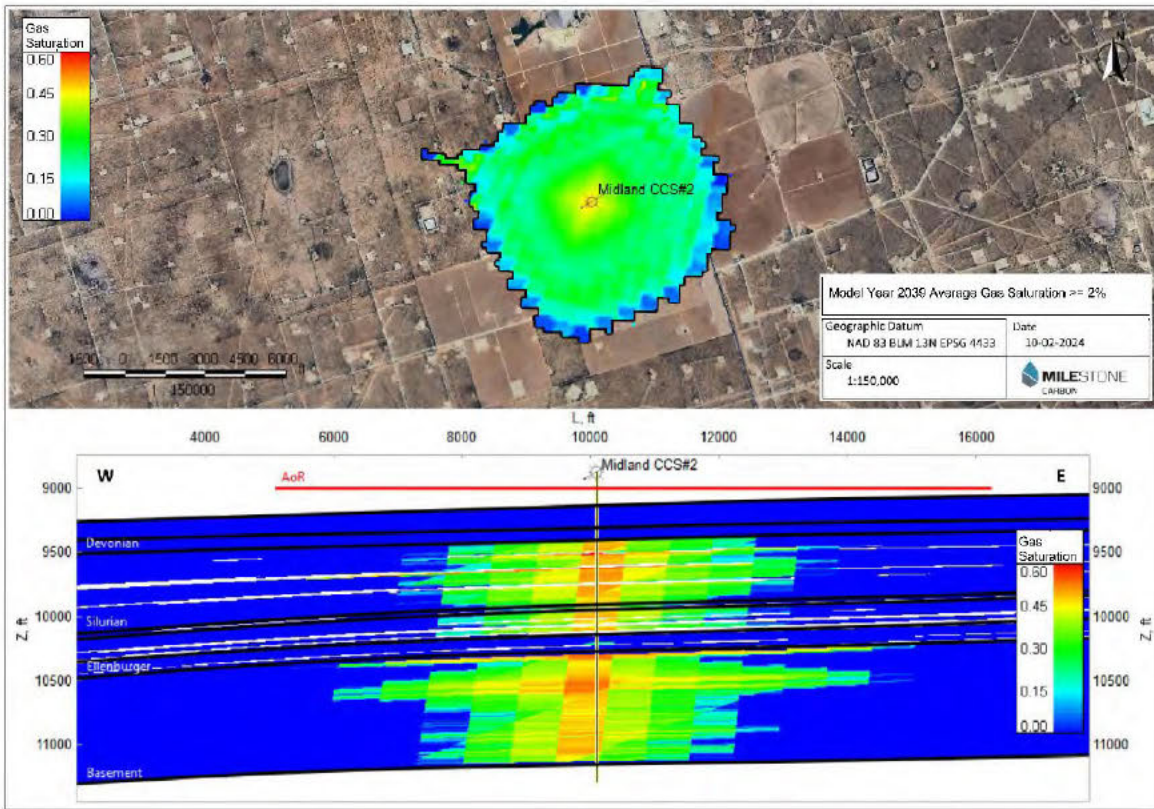 Gas
Saturation
0.60
0.45
0.30
0.15
0.00
N
Midland CCS#2
1500 0 1500 3000 4500 6000
ft
1: 150000
Model Year 2039 Average Gas Saturation >= 2%
Geographic Datum
NAD 83 BLM 13N EPSG 4433
Date
10-02-2024
Scale
1:150,000
MILESTONE
CARBON
L, ft
4000 6000 8000 10000 12000 14000 16000
W
Midland CCS#2
E
AoR
9000
9500
10000
10500
11000
Z, ft
Devonian
Silurian
Ellenburger
Basement
Gas
Saturation
0.60
0.45
0.30
0.15
0.00
9000
9500
10000
10500
11000
Z, ft